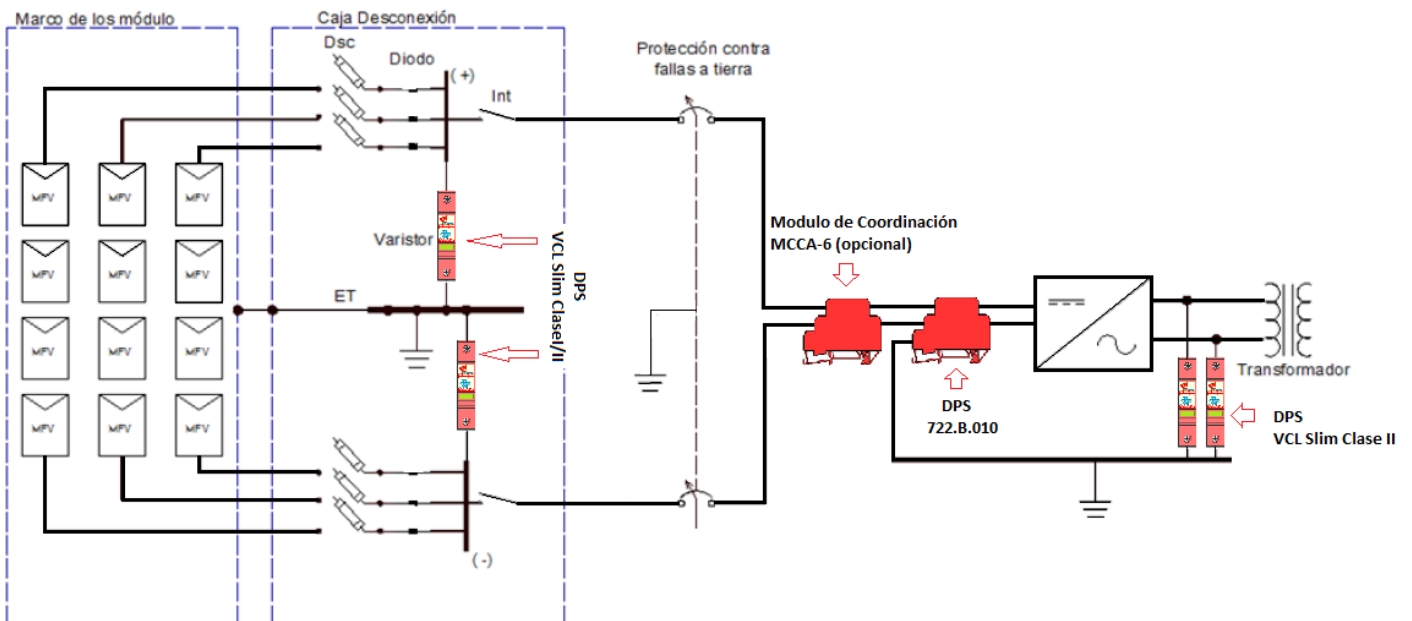 Marco de los módulo
Caja Desconexión
Dsc
Diodo
(+)
Int
Protección contra
fallas a tierra
MFV
MFV
MFV
Varistor
DPS
VCL Slim ClaseI/II
Modulo de Coordinación
MCCA-6 (opcional)
MFV
MFV
MFV
ET
MFV
MFV
MFV
Transformador
DPS
722.B.010
DPS
VCL Slim Clase II
MFV
MFV
MFV
(-)